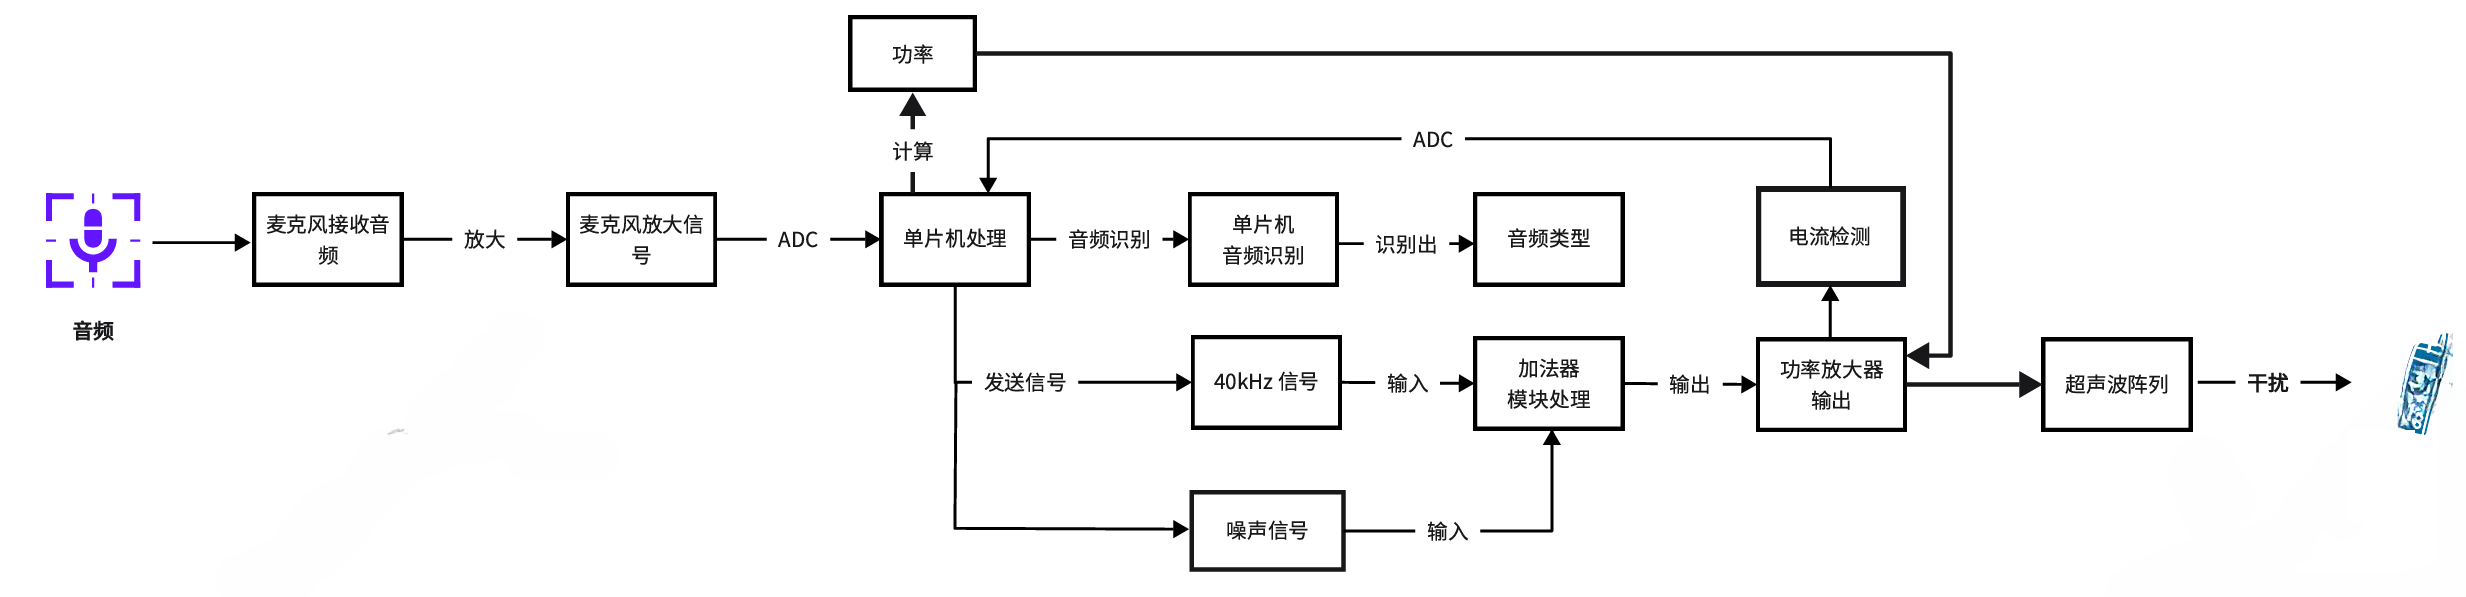 功率
计算
ADC
音频
麦克风接收音
频
放大
麦克风放大信
号
ADC
单片机处理
音频识别
单片机
音频识别
识别出
音频类型
电流检测
发送信号
40kHz 信号
输入
加法器
模块处理
输出
功率放大器
输出
超声波阵列
干扰
噪声信号
输入